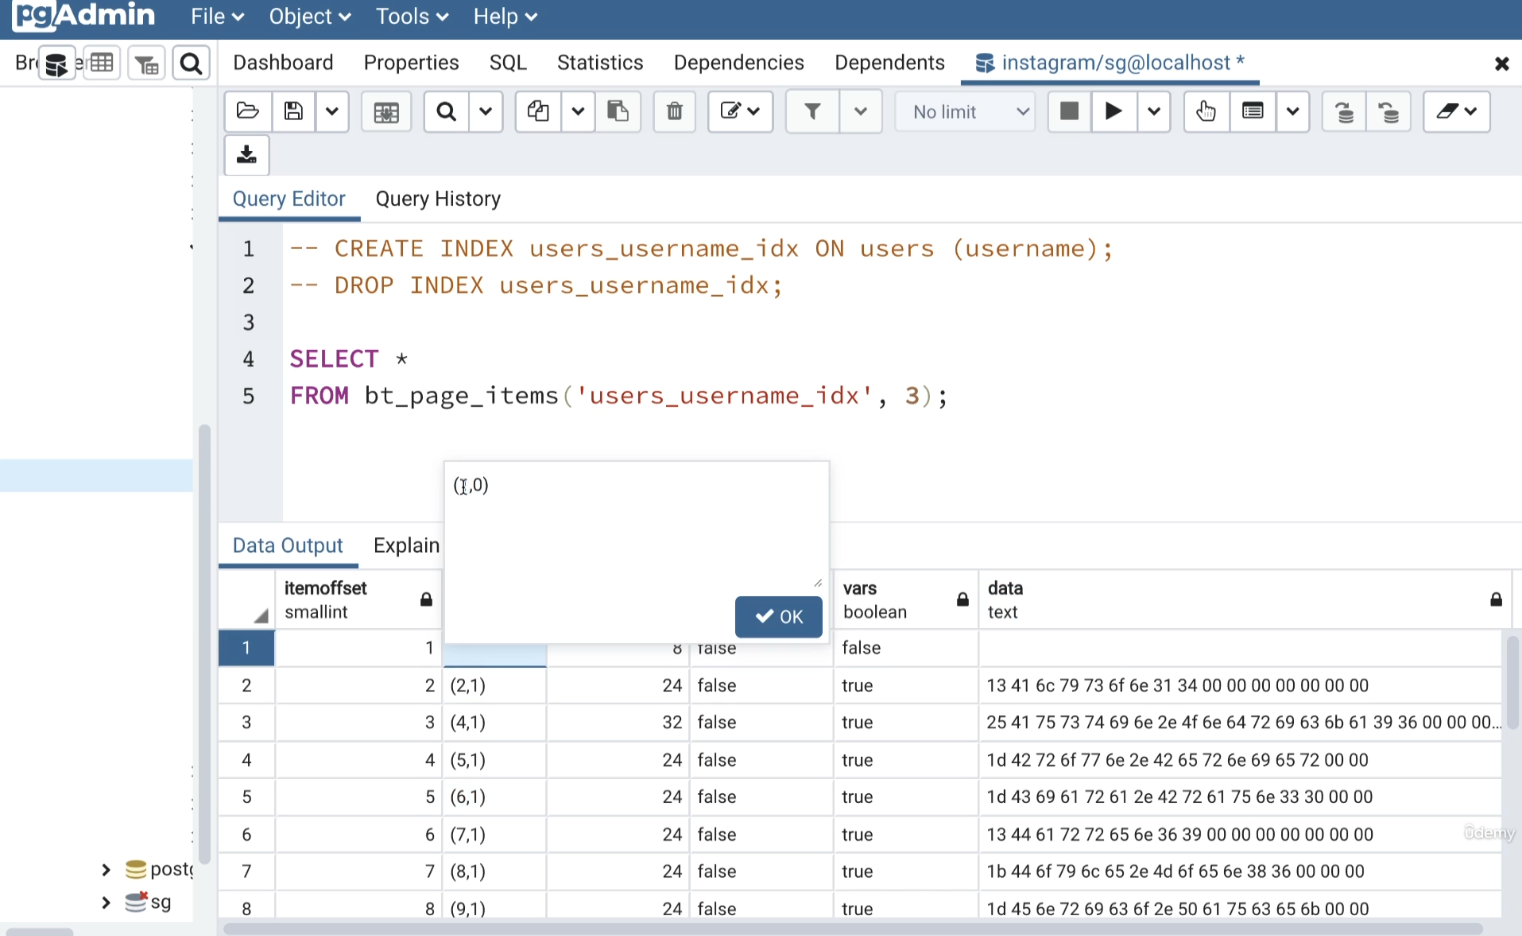 pgAdmin File Object Tools Help
Dashboard Properties SQL Statistics Dependencies Dependents instagram/sg@localhost *
No limit
Query Editor Query History
1 -- CREATE INDEX users_username_idx ON users (username);
2 -- DROP INDEX users_username_idx;
3
4 SELECT *
5 FROM bt_page_items('users_username_idx', 3);
Data Output Explain
OK
itemoffset vars data
smallint boolean text
1 1 8 false false
2 2 (2,1) 24 false true 13 41 6c 79 73 6f 6e 31 34 00 00 00 00 00 00 00
3 3 (4,1) 32 false true 25 41 75 73 74 69 6e 2e 4f 6e 64 72 69 63 6b 61 39 36 00 00 00...
4 4 (5,1) 24 false true 1d 42 72 6f 77 6e 2e 42 65 72 6e 69 65 72 00 00
5 5 (6,1) 24 false true 1d 43 69 61 72 61 2e 42 72 61 75 6e 33 30 00 00
6 6 (7,1) 24 false true 13 44 61 72 72 65 6e 36 39 00 00 00 00 00 00 00
7 7 (8,1) 24 false true 1b 44 6f 79 6c 65 2e 4d 6f 65 6e 38 36 00 00 00
8 8 (9,1) 24 false true 1d 45 6e 72 69 63 6f 2e 50 61 75 63 65 6b 00 00
sg
ûdemy